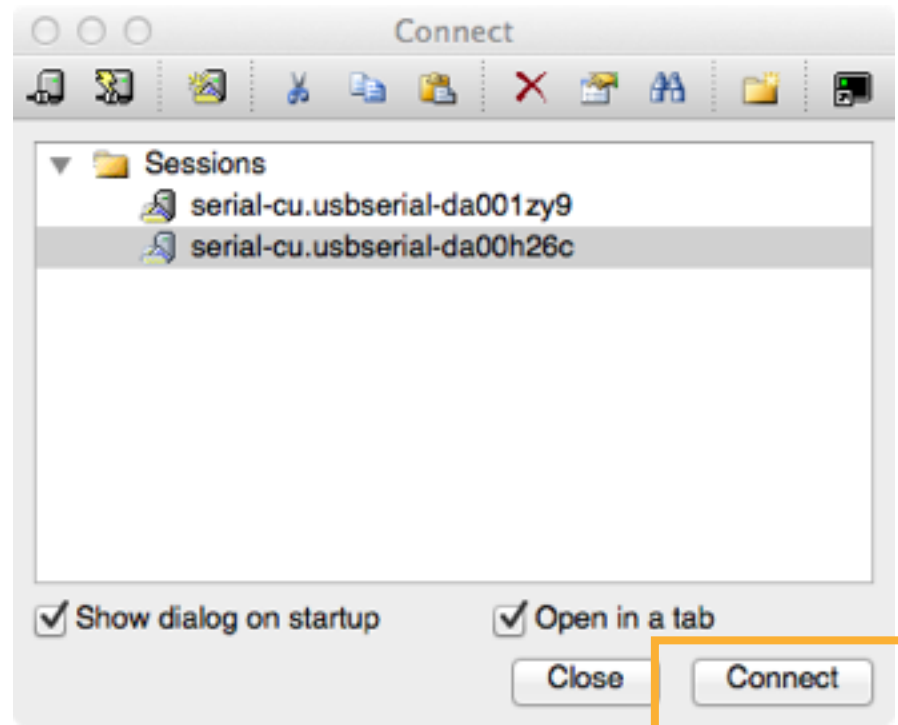 Connect
Sessions
serial-cu.usbserial-da001zy9
serial-cu.usbserial-da00h26c
Show dialog on startup Open in a tab
Close Connect